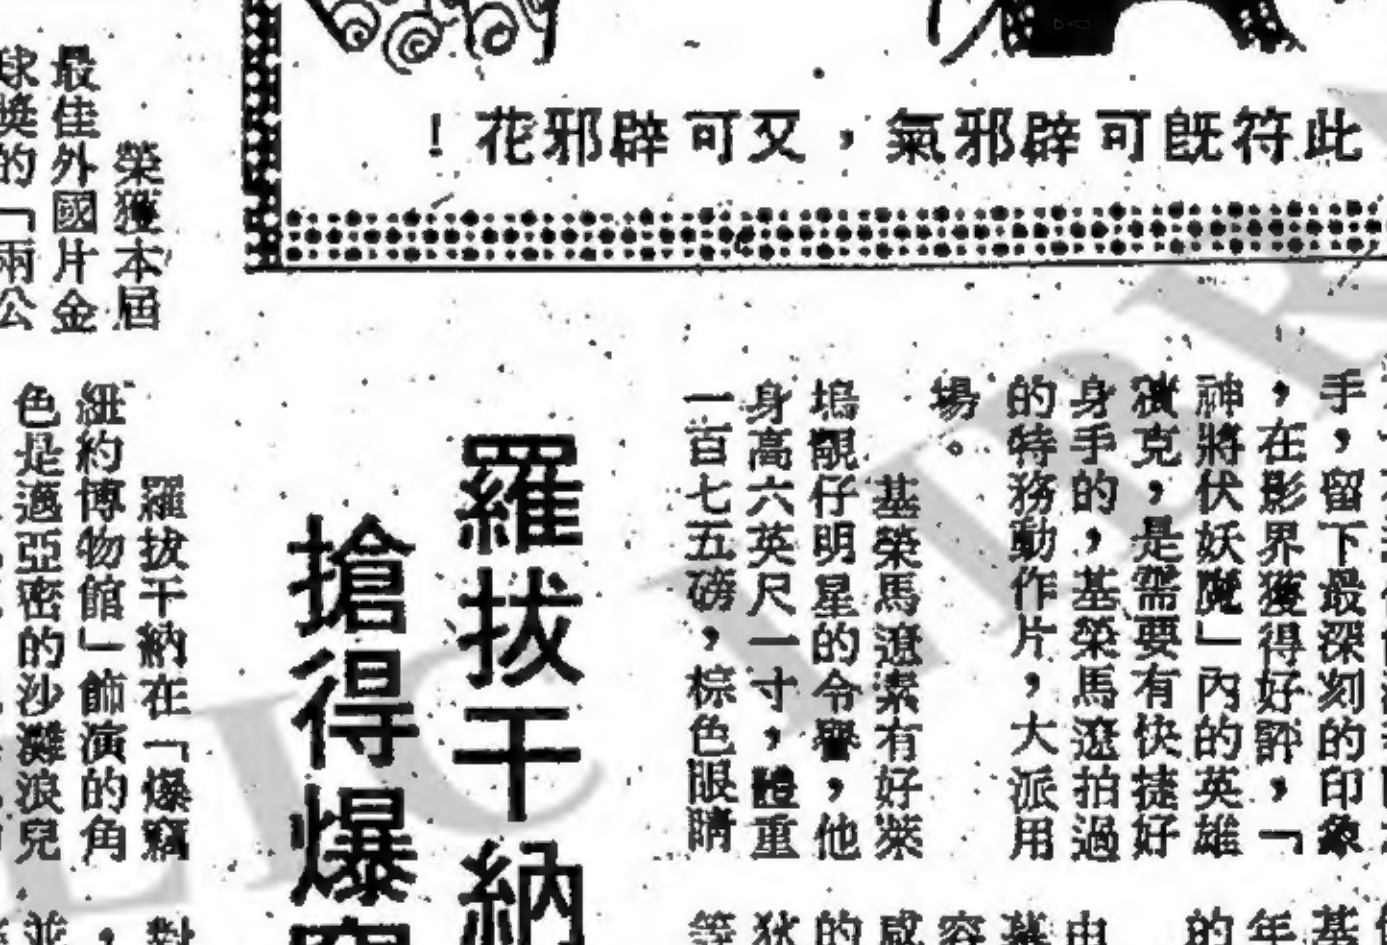 此符既可辟邪氣,又可辟邪花!
手,留下最深刻的印象
,在影界獲得好評,「
神將伏妖魔」內的英雄
克,是需要有快捷好
身手的,基榮馬遼拍過
的特務動作片,大派用
場。
基榮馬遼素有好萊
塢靚仔明星的令譽,他
身高六英尺一寸,體重
一百七五磅,棕色眼睛
羅拔干納
搶得爆竊
榮獲本屆
最佳外國片金
球獎的「兩公
羅拔干納在「爆竊
紐約博物館」飾演的角
色是邁亞密的沙灘浪兒